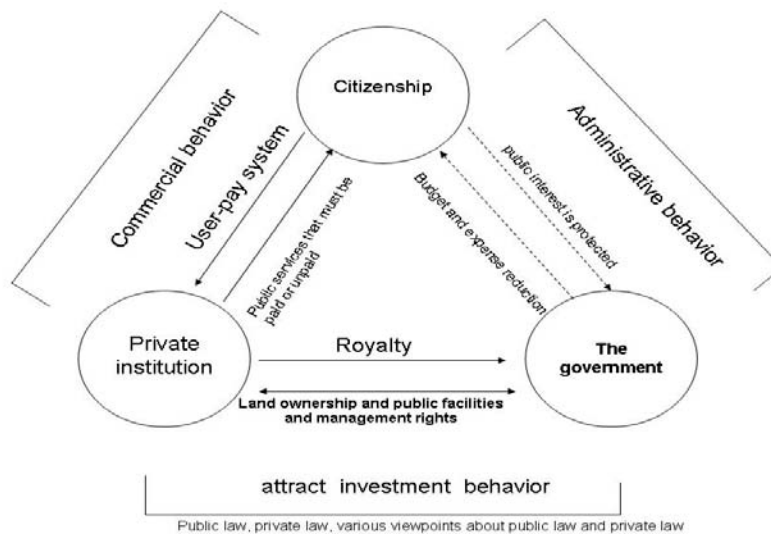 Citizenship
Commercial behavior
User-pay system
Public services that must be
paid or unpaid
Budget and expense reduction
public interest is protected
Administrative behavior
Private
institution
Royalty
The
government
Land ownership and public facilities
and management rights
attract investment behavior
Public law, private law, various viewpoints about public law and private law